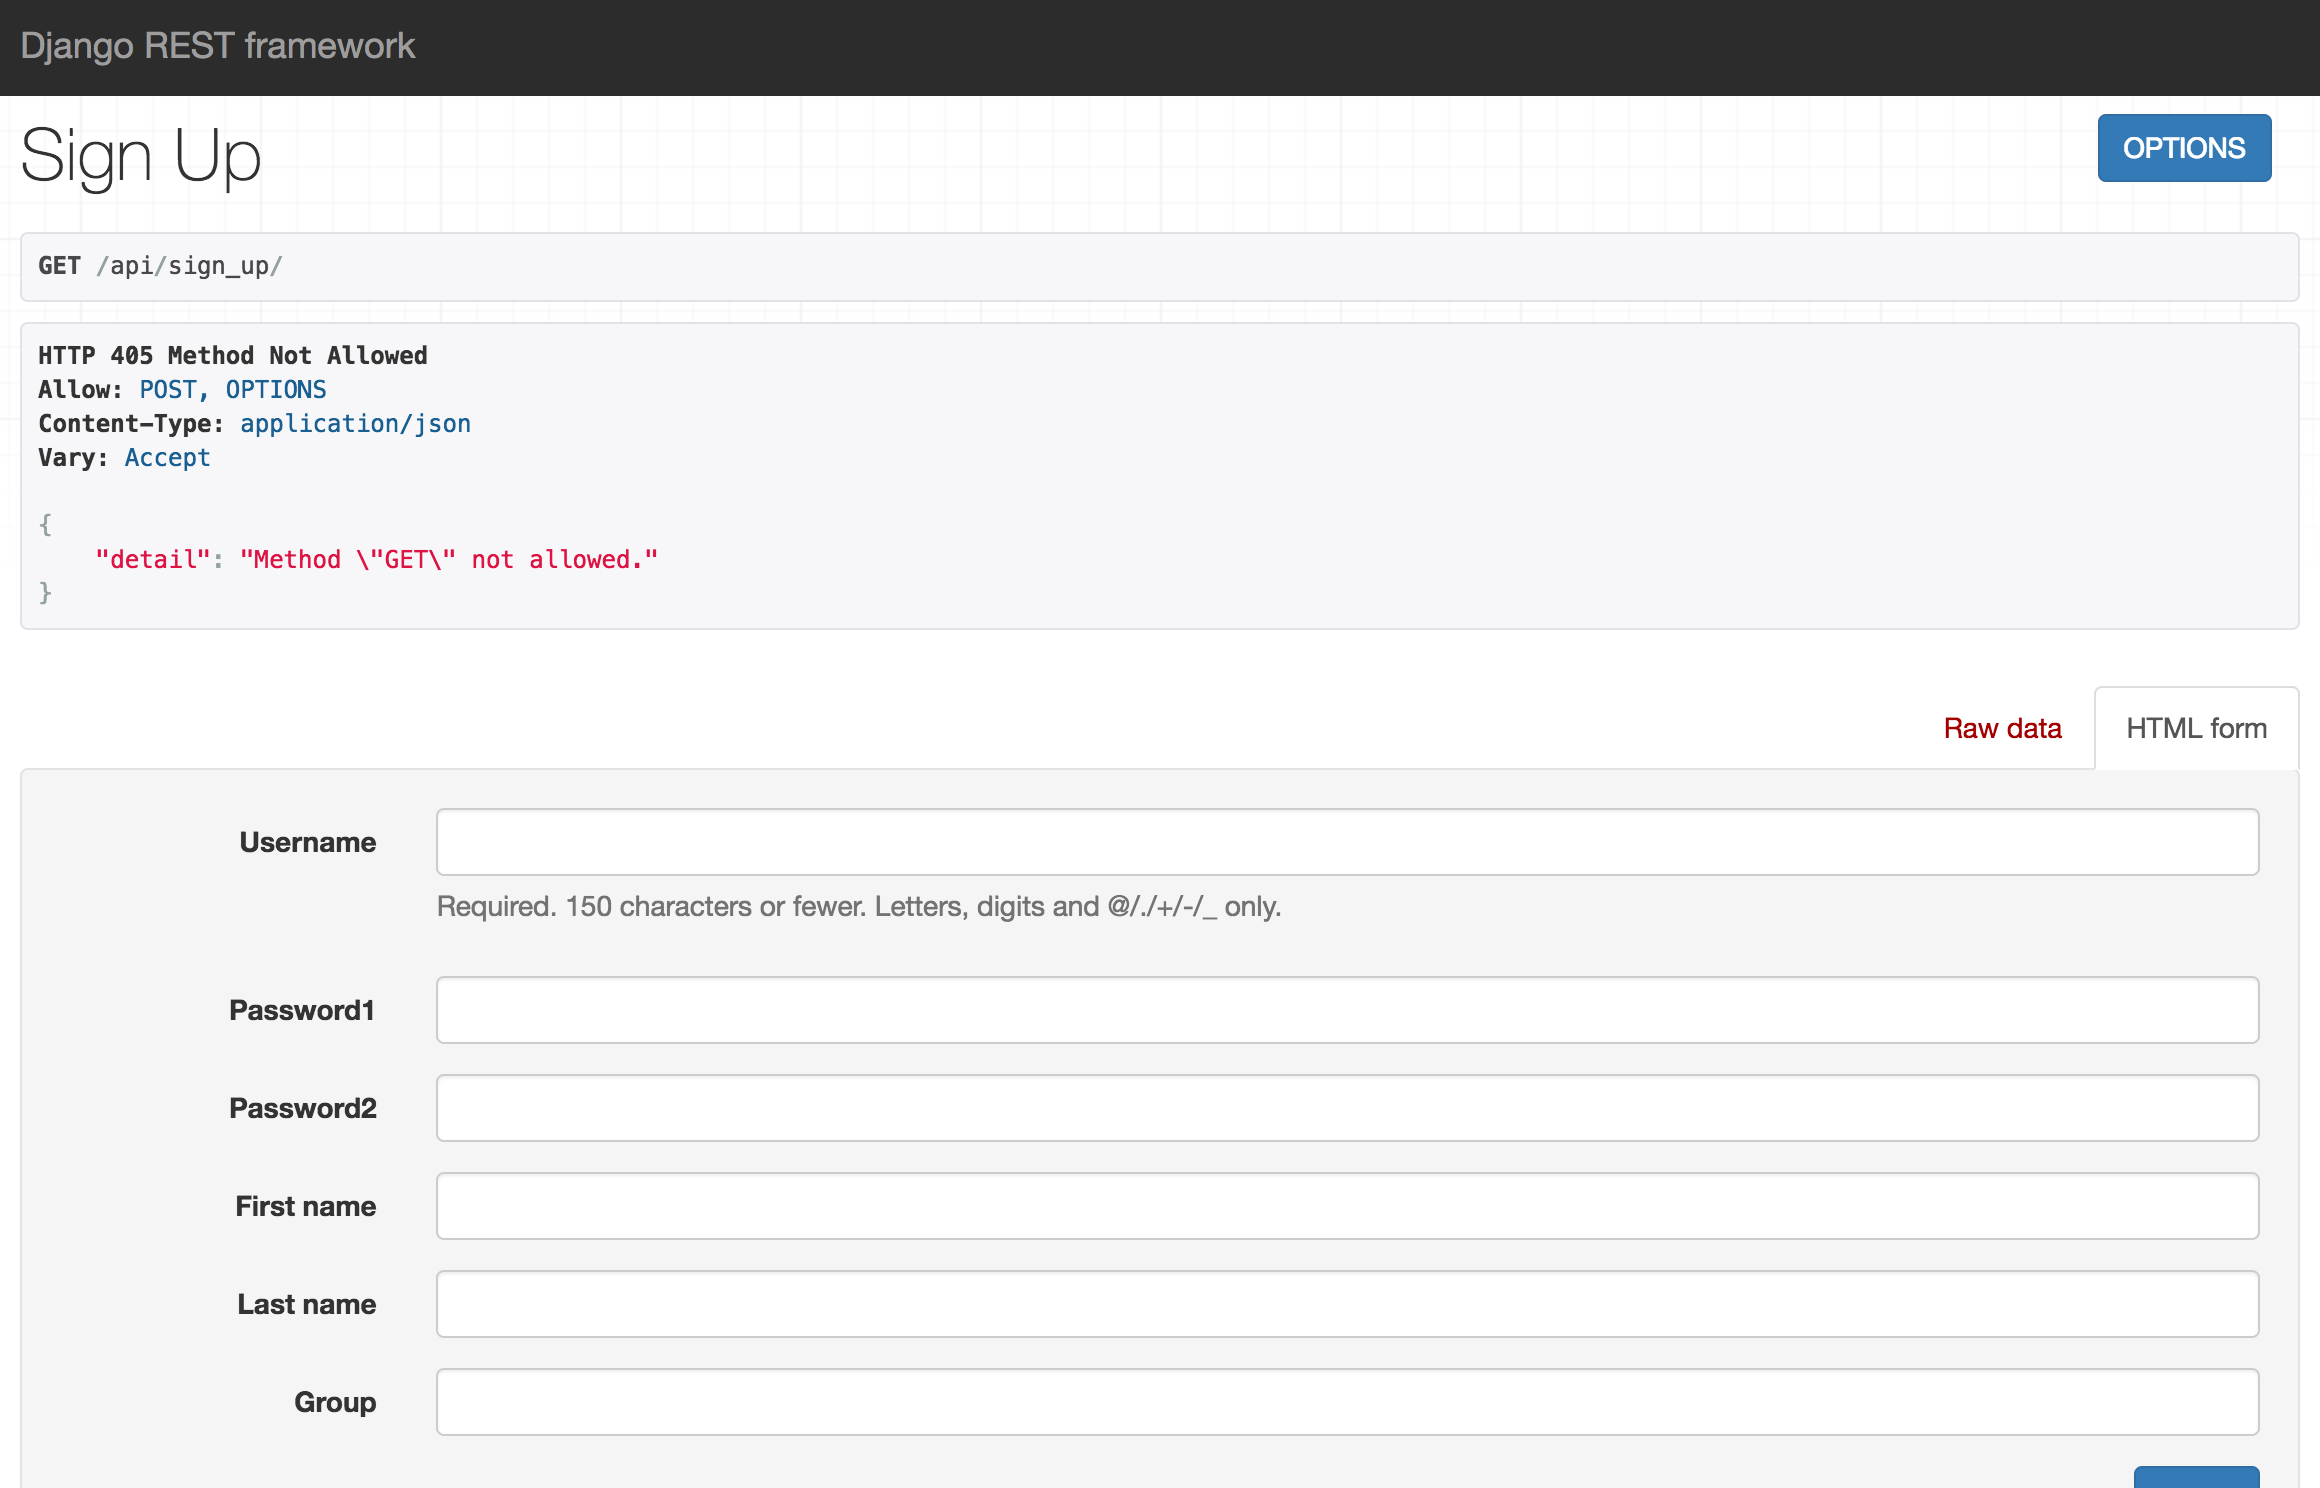 Django REST framework
Sign Up
OPTIONS
GET /api/sign_up/
HTTP 405 Method Not Allowed
Allow: POST, OPTIONS
Content-Type: application/json
Vary: Accept
{
"detail": "Method \"GET\" not allowed."
}
Raw data
HTML form
Username
Required. 150 characters or fewer. Letters, digits and @/./+/-/_ only.
Password1
Password2
First name
Last name
Group